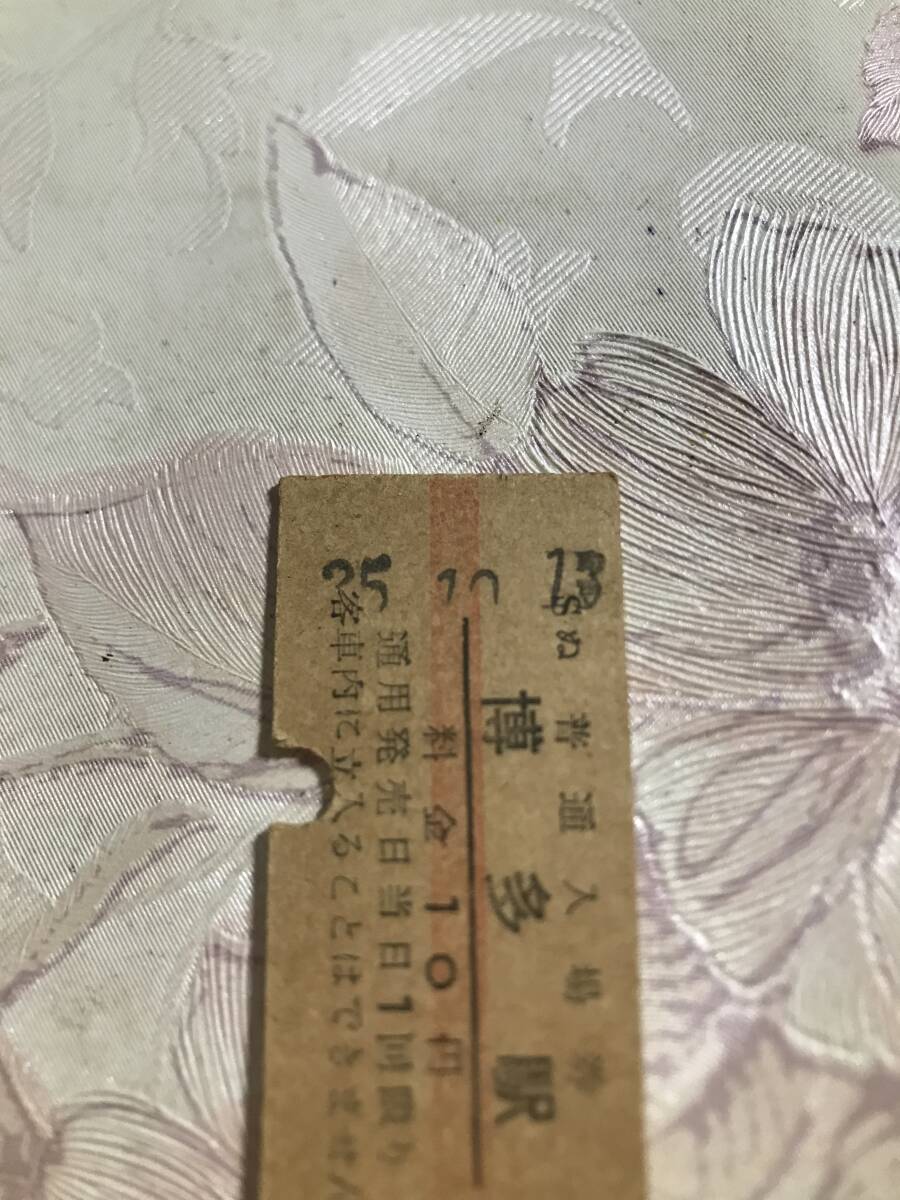 普通入場券
博多駅
料金10円
通用発売日当日1回限り
客車内に立入ることはできません